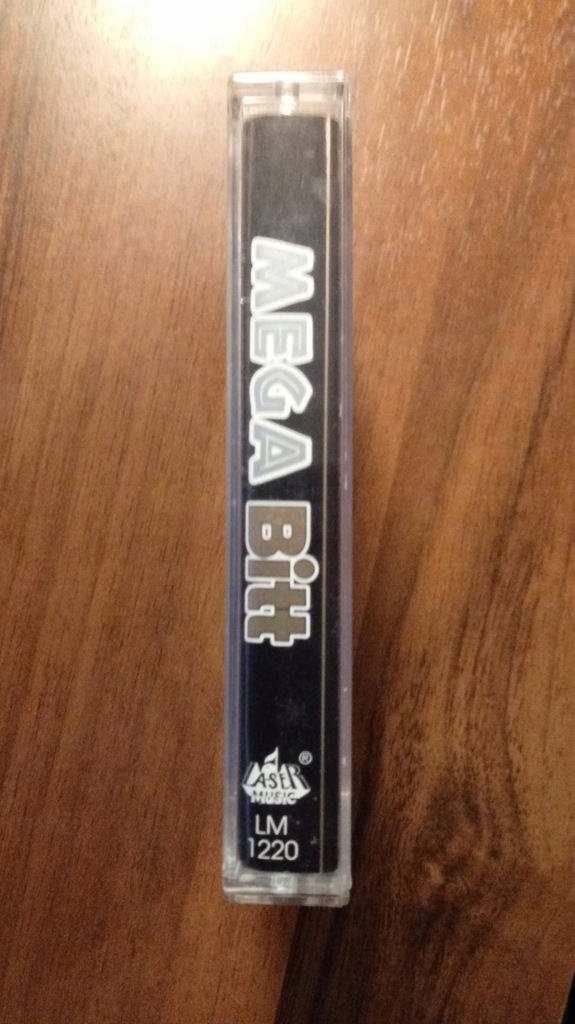 MEGA Bitt
LASER ®
MUSIC
LM
1220